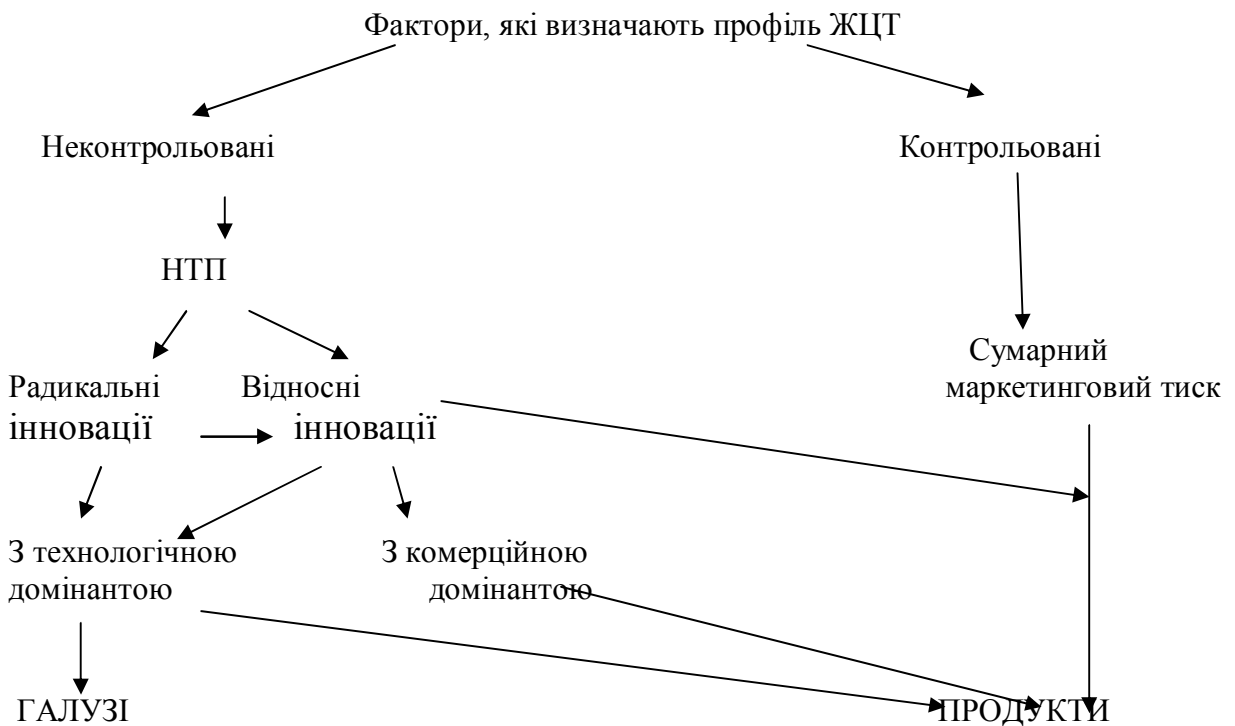 Фактори, які визначають профіль ЖЦТ
Неконтрольовані
Контрольовані
НТП
Сумарний
маркетинговий тиск
Радикальні
інновації
Відносні
інновації
З технологічною
домінантою
З комерційною
домінантою
ГАЛУЗІ
ПРОДУКТИ